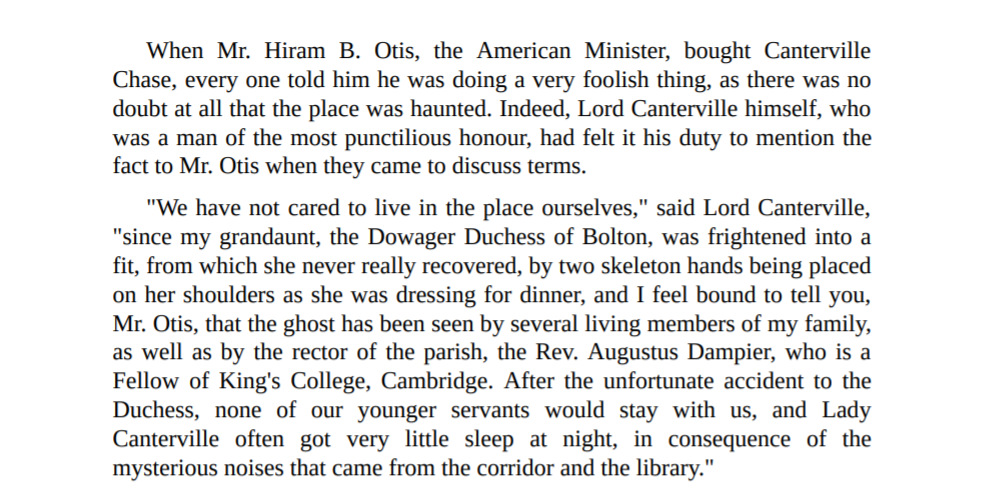 When Mr. Hiram B. Otis, the American Minister, bought Canterville
Chase, every one told him he was doing a very foolish thing, as there was no
doubt at all that the place was haunted. Indeed, Lord Canterville himself, who
was a man of the most punctilious honour, had felt it his duty to mention the
fact to Mr. Otis when they came to discuss terms.
"We have not cared to live in the place ourselves," said Lord Canterville,
"since my grandaunt, the Dowager Duchess of Bolton, was frightened into a
fit, from which she never really recovered, by two skeleton hands being placed
on her shoulders as she was dressing for dinner, and I feel bound to tell you,
Mr. Otis, that the ghost has been seen by several living members of my family,
as well as by the rector of the parish, the Rev. Augustus Dampier, who is a
Fellow of King's College, Cambridge. After the unfortunate accident to the
Duchess, none of our younger servants would stay with us, and Lady
Canterville often got very little sleep at night, in consequence of the
mysterious noises that came from the corridor and the library."